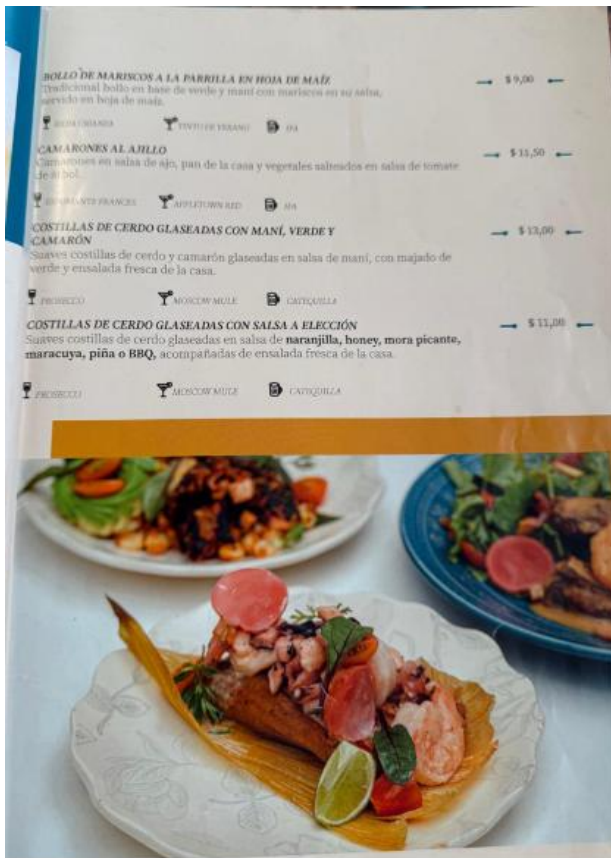 BOLLO DE MARISCOS A LA PARRILLA EN HOJA DE MAÍZ $ 9,00
Tradicional bollo en base de verde y maní con mariscos en su salsa,
servido en hoja de maíz.
TINTO DE VERANO IPA
CAMARONES AL AJILLO $ 11,50
Camarones en salsa de ajo, pan de la casa y vegetales salteados en salsa de tomate
de árbol.
FRANCES APPLETOWN RED IPA
COSTILLAS DE CERDO GLASEADAS CON MANÍ, VERDE Y $ 13,00
CAMARÓN
Suaves costillas de cerdo y camarón glaseadas en salsa de maní, con majado de
verde y ensalada fresca de la casa.
PROSECCO MOSCOW MULE CATEQUILLA
COSTILLAS DE CERDO GLASEADAS CON SALSA A ELECCIÓN $ 11,00
Suaves costillas de cerdo glaseadas en salsa de naranjilla, honey, mora picante,
maracuya, piña o BBQ, acompañadas de ensalada fresca de la casa.
PROSECCO MOSCOW MULE CATEQUILLA